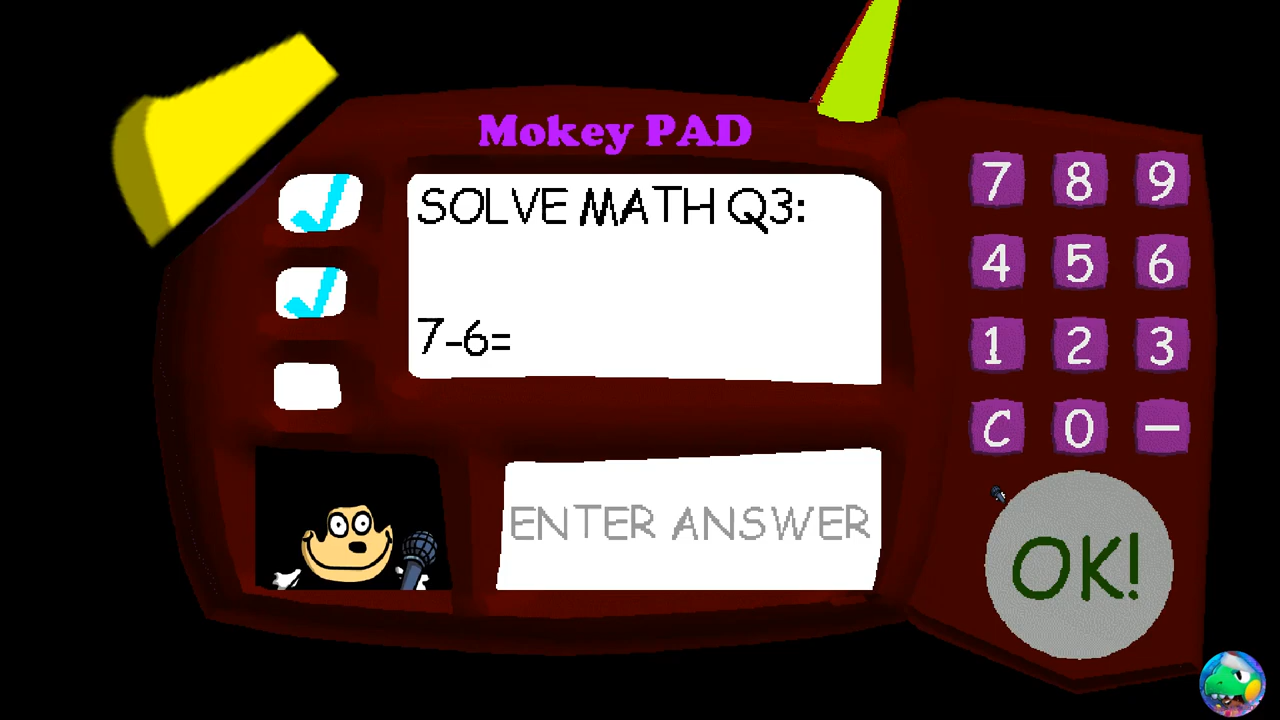 Mokey PAD
SOLVE MATH Q3:
7-6=
ENTER ANSWER
7 8 9
4 5 6
1 2 3
C 0 —
OK!